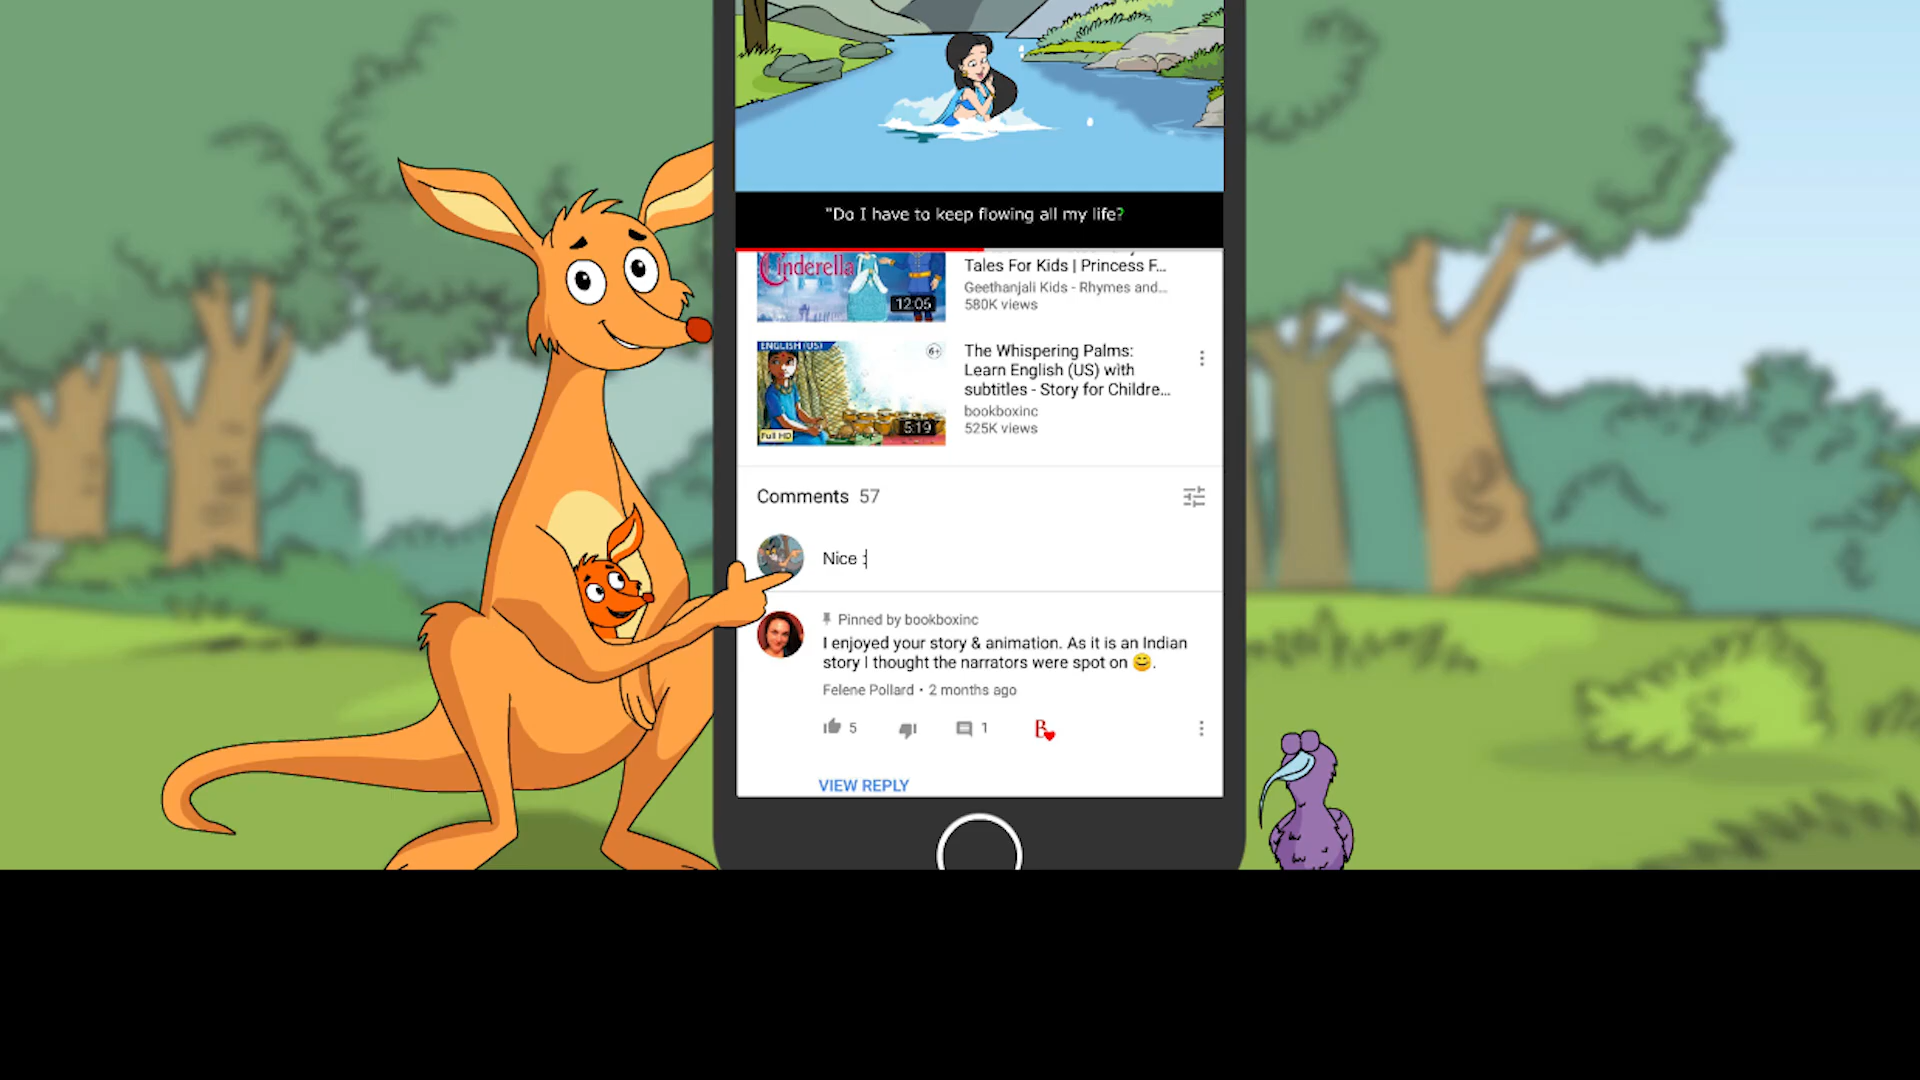 "Do I have to keep flowing all my life?
Cinderella
12:05
Tales For Kids | Princess F...
Geethanjali Kids - Rhymes and...
580K views
ENGLISH (US)
6+
Full HD
5:19
The Whispering Palms:
Learn English (US) with
subtitles - Story for Childre...
bookboxinc
525K views
Comments 57
Nice :
Pinned by bookboxinc
I enjoyed your story & animation. As it is an Indian
story I thought the narrators were spot on 😄.
Felene Pollard • 2 months ago
5
1
B
VIEW REPLY